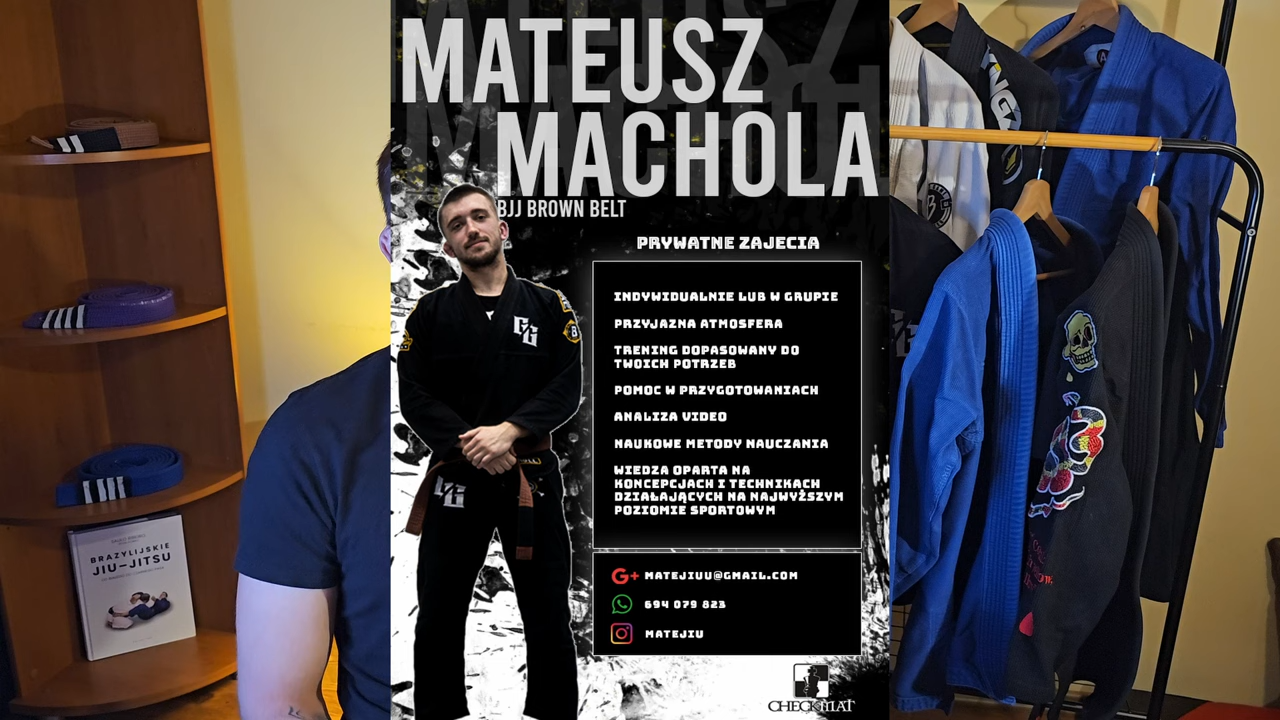 MATEUSZ
MACHOLA
BJJ BROWN BELT
PRYWATNE ZAJECIA
INDYWIDUALNIE LUB W GRUPIE
PRZYJAZNA ATMOSFERA
TRENING DOPASOWANY DO
TWOICH POTRZEB
POMOC W PRZYGOTOWANIACH
ANALIZA VIDEO
NAUKOWE METODY NAUCZANIA
WIEDZA OPARTA NA
KONCEPCJACH I TECHNIKACH
DZIAŁAJĄCYCH NA NAJWYŻSZYM
POZIOMIE SPORTOWYM
G+ MATEJIUU@GMAIL.COM
694 079 823
MATEJIU
CHECKMAT
BRAZYLIJSKIE
JIU-JITSU